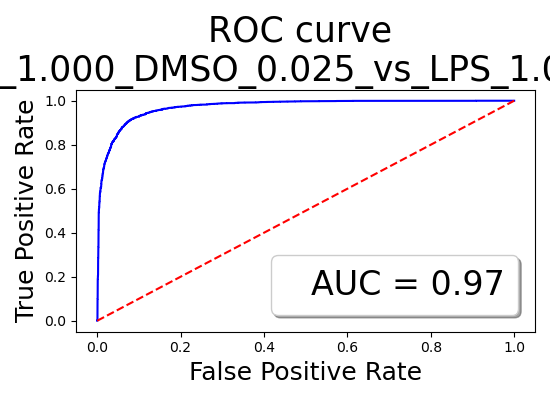 ROC curve
_1.000_DMSO_0.025_vs_LPS_1.0
True Positive Rate
1.0
0.8
0.6
0.4
0.2
0.0
AUC = 0.97
0.0 0.2 0.4 0.6 0.8 1.0
False Positive Rate